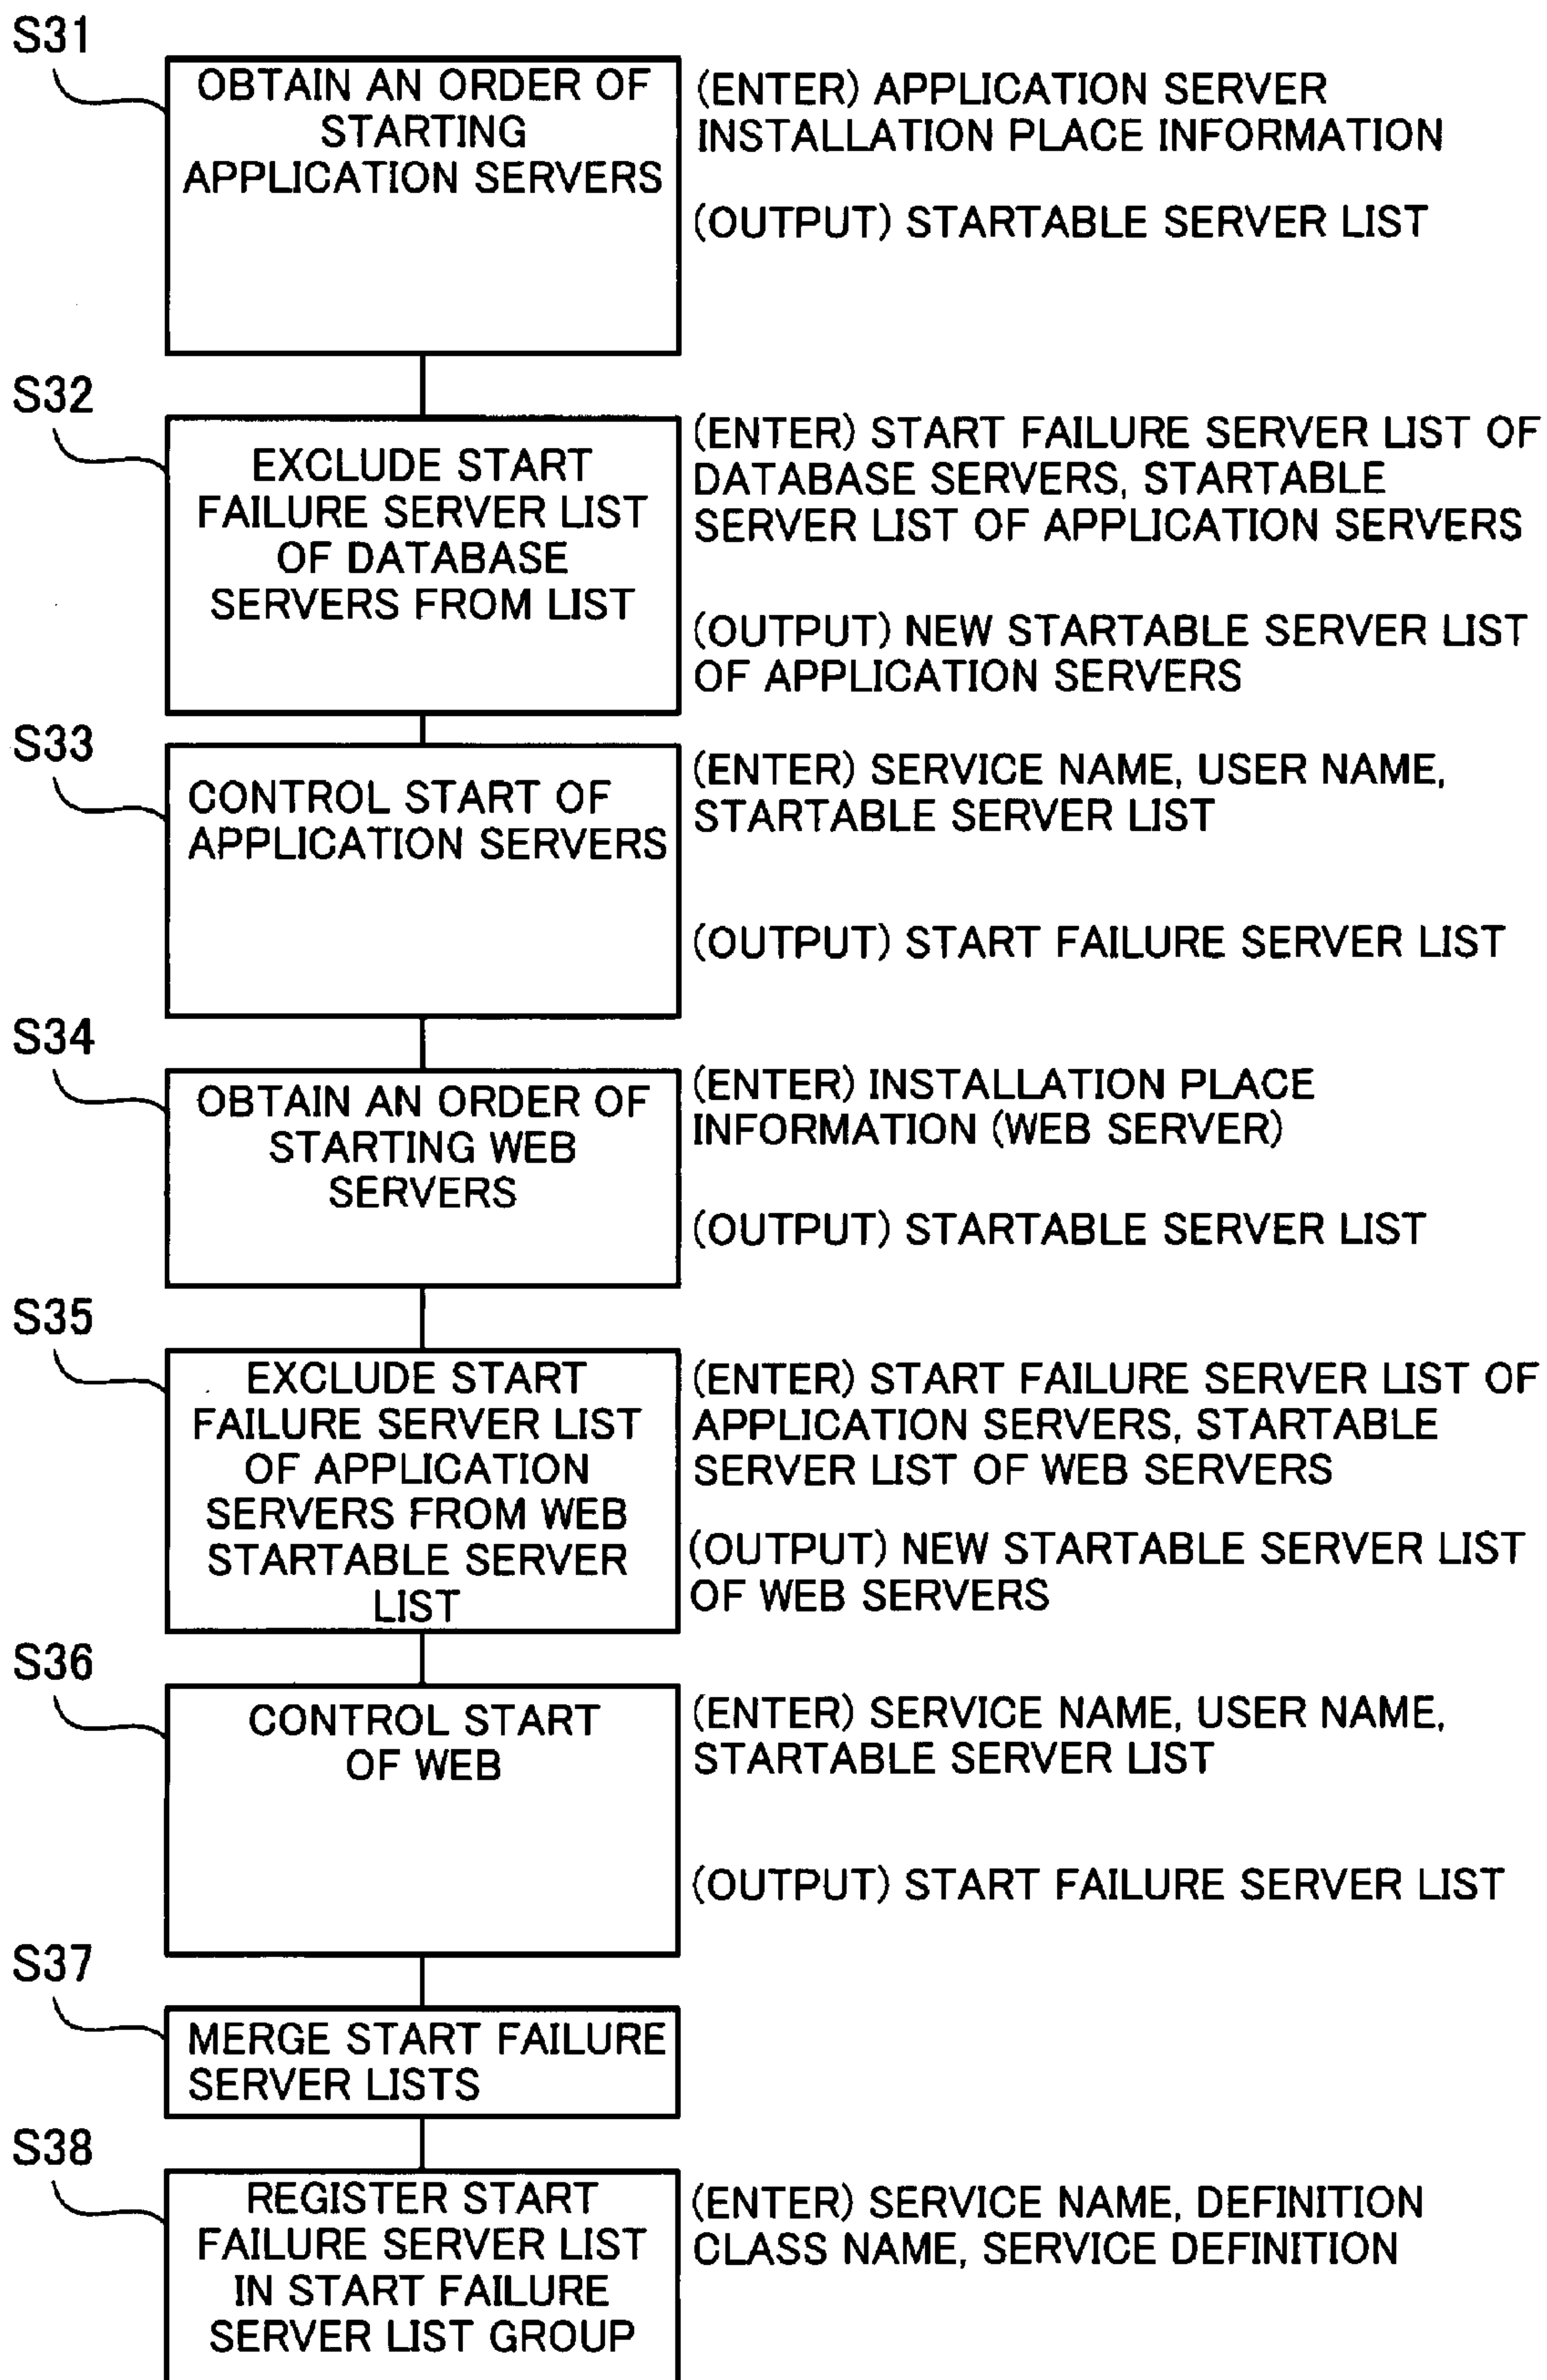 S31
OBTAIN AN ORDER OF
STARTING
APPLICATION SERVERS
(ENTER) APPLICATION SERVER
INSTALLATION PLACE INFORMATION
(OUTPUT) STARTABLE SERVER LIST
S32
EXCLUDE START
FAILURE SERVER LIST
OF DATABASE
SERVERS FROM LIST
(ENTER) START FAILURE SERVER LIST OF
DATABASE SERVERS, STARTABLE
SERVER LIST OF APPLICATION SERVERS
(OUTPUT) NEW STARTABLE SERVER LIST
OF APPLICATION SERVERS
S33
CONTROL START OF
APPLICATION SERVERS
(ENTER) SERVICE NAME, USER NAME,
STARTABLE SERVER LIST
(OUTPUT) START FAILURE SERVER LIST
S34
OBTAIN AN ORDER OF
STARTING WEB
SERVERS
(ENTER) INSTALLATION PLACE
INFORMATION (WEB SERVER)
(OUTPUT) STARTABLE SERVER LIST
S35
EXCLUDE START
FAILURE SERVER LIST
OF APPLICATION
SERVERS FROM WEB
STARTABLE SERVER
LIST
(ENTER) START FAILURE SERVER LIST OF
APPLICATION SERVERS, STARTABLE
SERVER LIST OF WEB SERVERS
(OUTPUT) NEW STARTABLE SERVER LIST
OF WEB SERVERS
S36
CONTROL START
OF WEB
(ENTER) SERVICE NAME, USER NAME,
STARTABLE SERVER LIST
(OUTPUT) START FAILURE SERVER LIST
S37
MERGE START FAILURE
SERVER LISTS
S38
REGISTER START
FAILURE SERVER LIST
IN START FAILURE
SERVER LIST GROUP
(ENTER) SERVICE NAME, DEFINITION
CLASS NAME, SERVICE DEFINITION